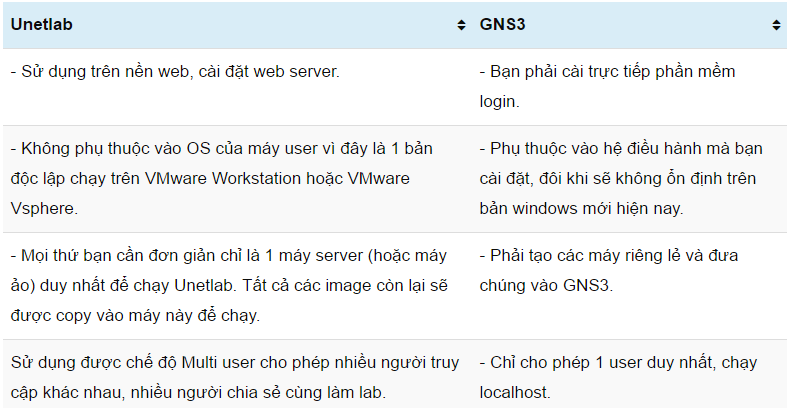 Unetlab
GNS3
- Sử dụng trên nền web, cài đặt web server.
- Bạn phải cài trực tiếp phần mềm
login.
- Không phụ thuộc vào OS của máy user vì đây là 1 bản
độc lập chạy trên VMware Workstation hoặc VMware
Vsphere.
- Phụ thuộc vào hệ điều hành mà bạn
cài đặt, đôi khi sẽ không ổn định trên
bản windows mới hiện nay.
- Mọi thứ bạn cần đơn giản chỉ là 1 máy server (hoặc máy
ảo) duy nhất để chạy Unetlab. Tất cả các image còn lại sẽ
được copy vào máy này để chạy.
- Phải tạo các máy riêng lẻ và đưa
chúng vào GNS3.
Sử dụng được chế độ Multi user cho phép nhiều người truy
cập khác nhau, nhiều người chia sẻ cùng làm lab.
- Chỉ cho phép 1 user duy nhất, chạy
localhost.